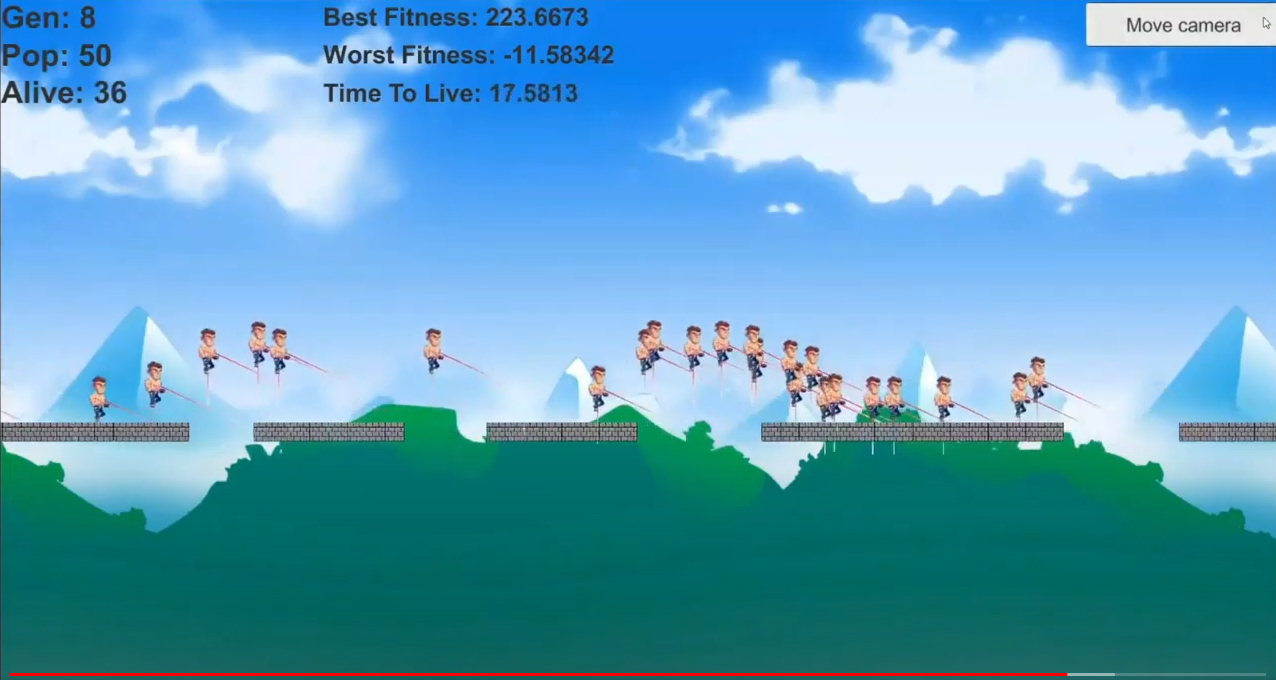 Gen: 8
Pop: 50
Alive: 36
Best Fitness: 223.6673
Worst Fitness: -11.58342
Time To Live: 17.5813
Move camera